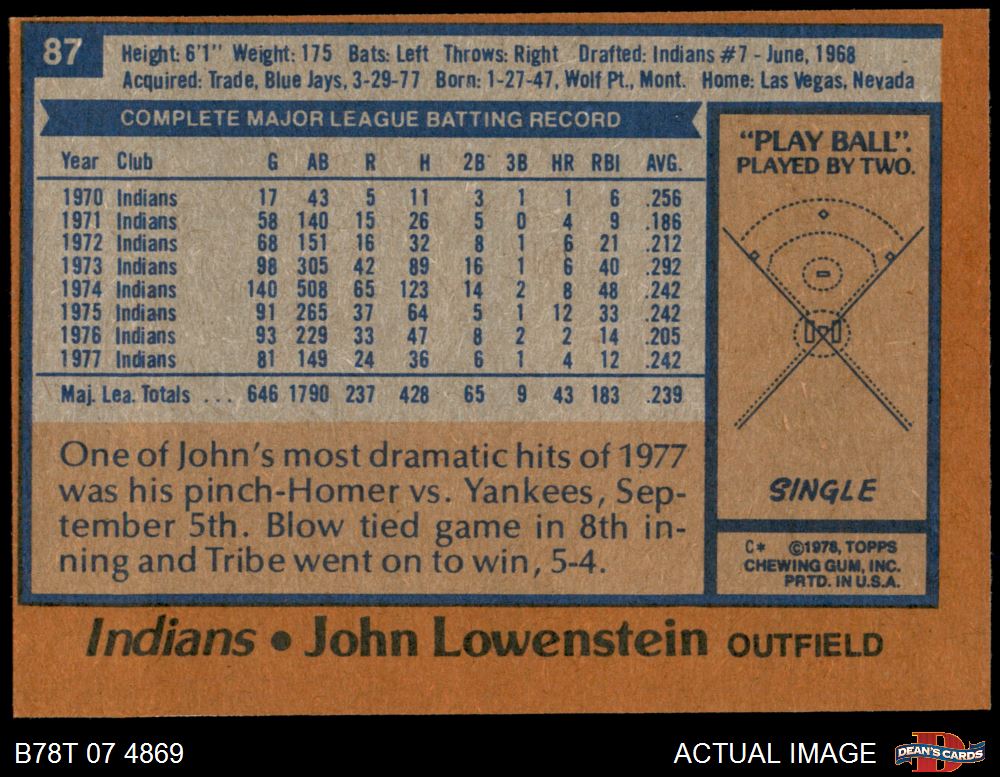 87
Height: 6'1" Weight: 175 Bats: Left Throws: Right Drafted: Indians #7 - June, 1968
Acquired: Trade, Blue Jays, 3-29-77 Born: 1-27-47, Wolf Pt., Mont. Home: Las Vegas, Nevada
COMPLETE MAJOR LEAGUE BATTING RECORD
Year Club G AB R H 2B 3B HR RBI AVG.
1970 Indians 17 43 5 11 3 1 1 6 .256
1971 Indians 58 140 15 26 5 0 4 9 .186
1972 Indians 68 151 16 32 8 1 6 21 .212
1973 Indians 98 305 42 89 16 1 6 40 .292
1974 Indians 140 508 65 123 14 2 8 48 .242
1975 Indians 91 265 37 64 5 1 12 33 .242
1976 Indians 93 229 33 47 8 2 2 14 .205
1977 Indians 81 149 24 36 6 1 4 12 .242
Maj. Lea. Totals ... 646 1790 237 428 65 9 43 183 .239
One of John's most dramatic hits of 1977
was his pinch-Homer vs. Yankees, Sep-
tember 5th. Blow tied game in 8th in-
ning and Tribe went on to win, 5-4.
"PLAY BALL".
PLAYED BY TWO.
SINGLE
C* ©1978, TOPPS
CHEWING GUM, INC.
PRTD. IN U.S.A.
Indians • John Lowenstein OUTFIELD
B78T 07 4869
ACTUAL IMAGE
D
DEAN'S CARDS